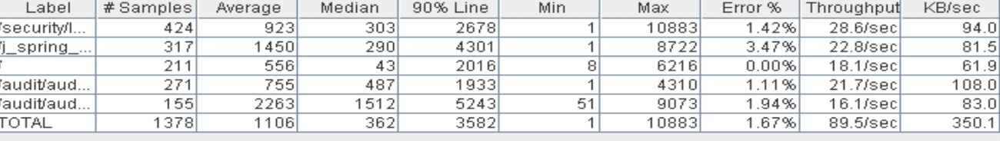 Label # Samples Average Median 90% Line Min Max Error % Throughput KB/sec
/security/l... 424 923 303 2678 1 10883 1.42% 28.6/sec 94.0
/j_spring_... 317 1450 290 4301 1 8722 3.47% 22.8/sec 81.5
/ 211 556 43 2016 8 6216 0.00% 18.1/sec 61.9
/audit/aud... 271 755 487 1933 1 4310 1.11% 21.7/sec 108.0
/audit/aud... 155 2263 1512 5243 51 9073 1.94% 16.1/sec 83.0
TOTAL 1378 1106 362 3582 1 10883 1.67% 89.5/sec 350.1